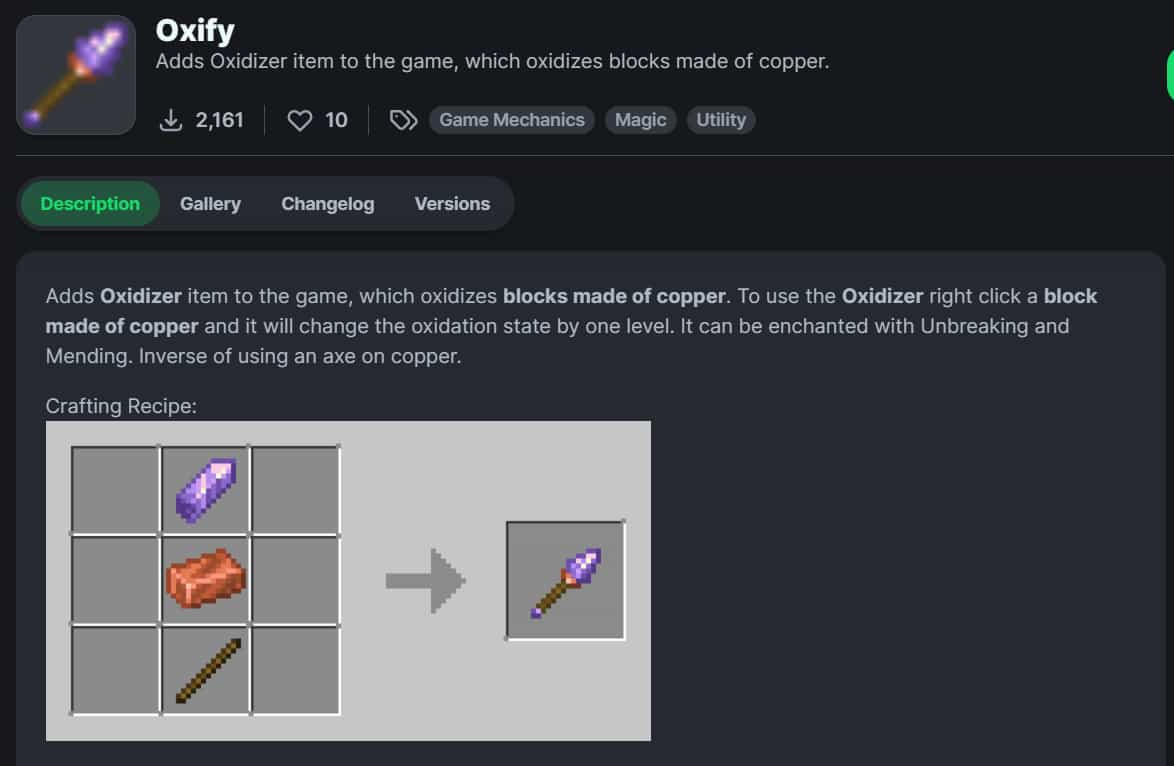 Oxify
Adds Oxidizer item to the game, which oxidizes blocks made of copper.
2,161
10
Game Mechanics
Magic
Utility
Description
Gallery
Changelog
Versions
Adds Oxidizer item to the game, which oxidizes blocks made of copper. To use the Oxidizer right click a block
made of copper and it will change the oxidation state by one level. It can be enchanted with Unbreaking and
Mending. Inverse of using an axe on copper.
Crafting Recipe: